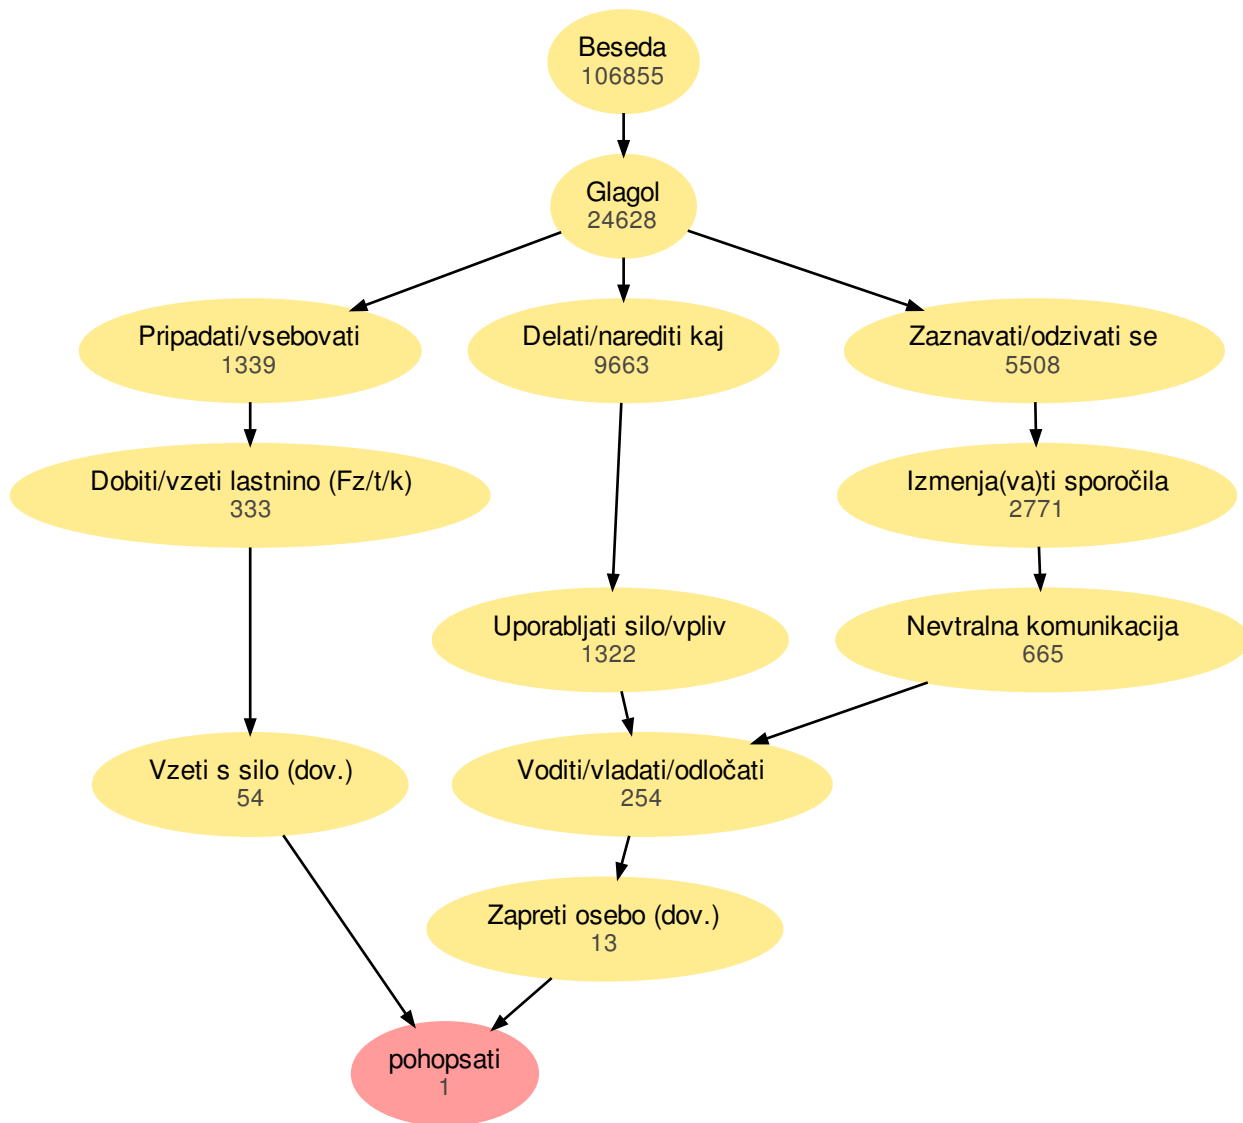 Beseda
106855
Glagol
24628
Pripadati/vsebovati
1339
Delati/narediti kaj
9663
Zaznavati/odzivati se
5508
Dobiti/vzeti lastnino (Fz/t/k)
333
Izmenja(va)ti sporočila
2771
Uporabljati silo/vpliv
1322
Nevtralna komunikacija
665
Vzeti s silo (dov.)
54
Voditi/vladati/odločati
254
Zapreti osebo (dov.)
13
pohopsati
1